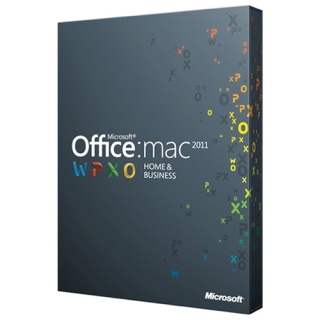 Microsoft®
Office:mac 2011
W P X O HOME &
BUSINESS
Microsoft